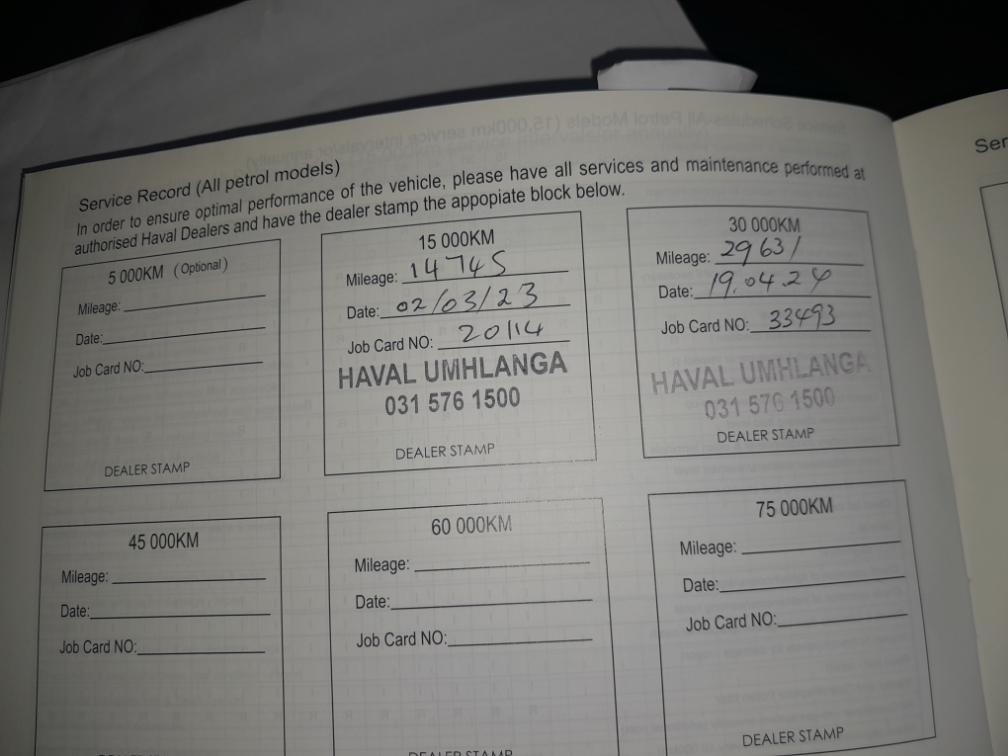 Service Record (All petrol models)
In order to ensure optimal performance of the vehicle, please have all services and maintenance performed at
authorised Haval Dealers and have the dealer stamp the appopiate block below.
5 000KM (Optional)
Mileage:
Date:
Job Card NO:
DEALER STAMP
15 000KM
Mileage: 14745
Date: 02/03/23
Job Card NO: 20114
HAVAL UMHLANGA
031 576 1500
DEALER STAMP
30 000KM
Mileage: 29631
Date: 19.04.24
Job Card NO: 33493
HAVAL UMHLANGA
031 576 1500
DEALER STAMP
45 000KM
Mileage:
Date:
Job Card NO:
60 000KM
Mileage:
Date:
Job Card NO:
DEALER STAMP
75 000KM
Mileage:
Date:
Job Card NO:
DEALER STAMP
Ser